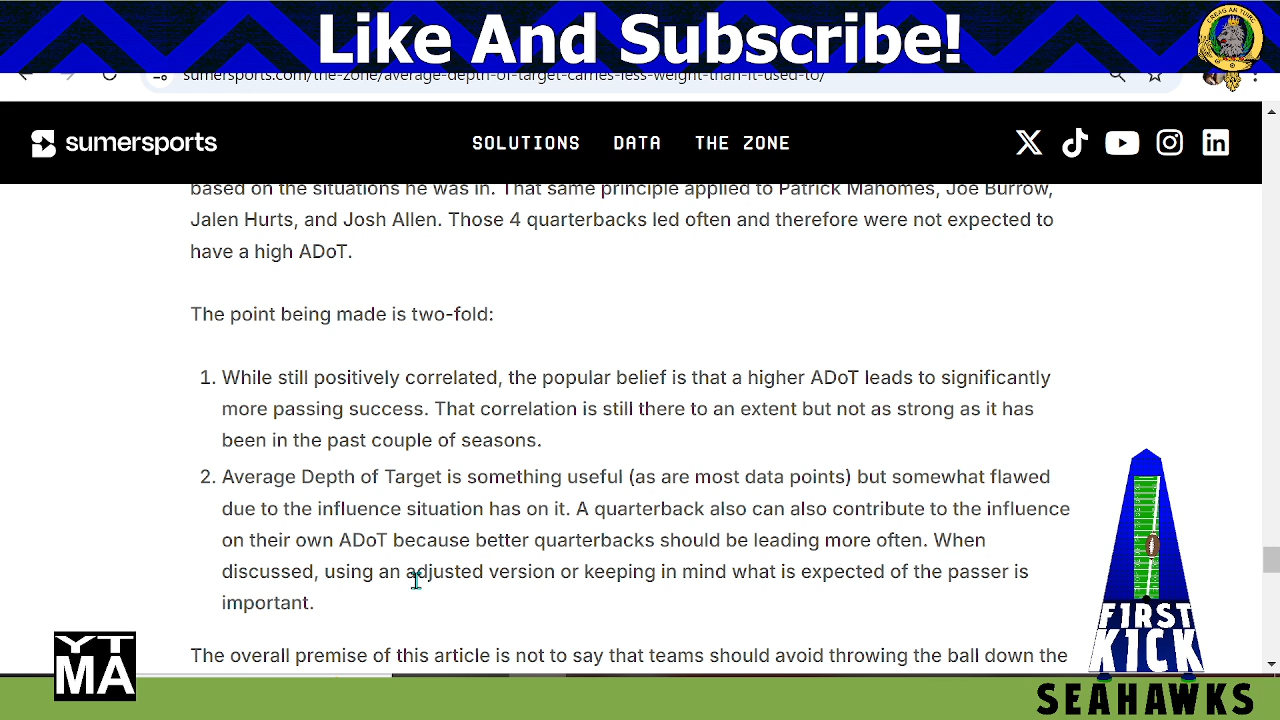 Like And Subscribe!
sumersports.com/the-zone/average-depth-of-target-carries-less-weight-than-it-used-to/
sumersports
SOLUTIONS DATA THE ZONE
based on the situations he was in. That same principle applied to Patrick Mahomes, Joe Burrow,
Jalen Hurts, and Josh Allen. Those 4 quarterbacks led often and therefore were not expected to
have a high ADoT.
The point being made is two-fold:
1. While still positively correlated, the popular belief is that a higher ADoT leads to significantly
more passing success. That correlation is still there to an extent but not as strong as it has
been in the past couple of seasons.
2. Average Depth of Target is something useful (as are most data points) but somewhat flawed
due to the influence situation has on it. A quarterback also can also contribute to the influence
on their own ADoT because better quarterbacks should be leading more often. When
discussed, using an adjusted version or keeping in mind what is expected of the passer is
important.
The overall premise of this article is not to say that teams should avoid throwing the ball down the
YT
MA
FIRST
KICK
SEAHAWKS